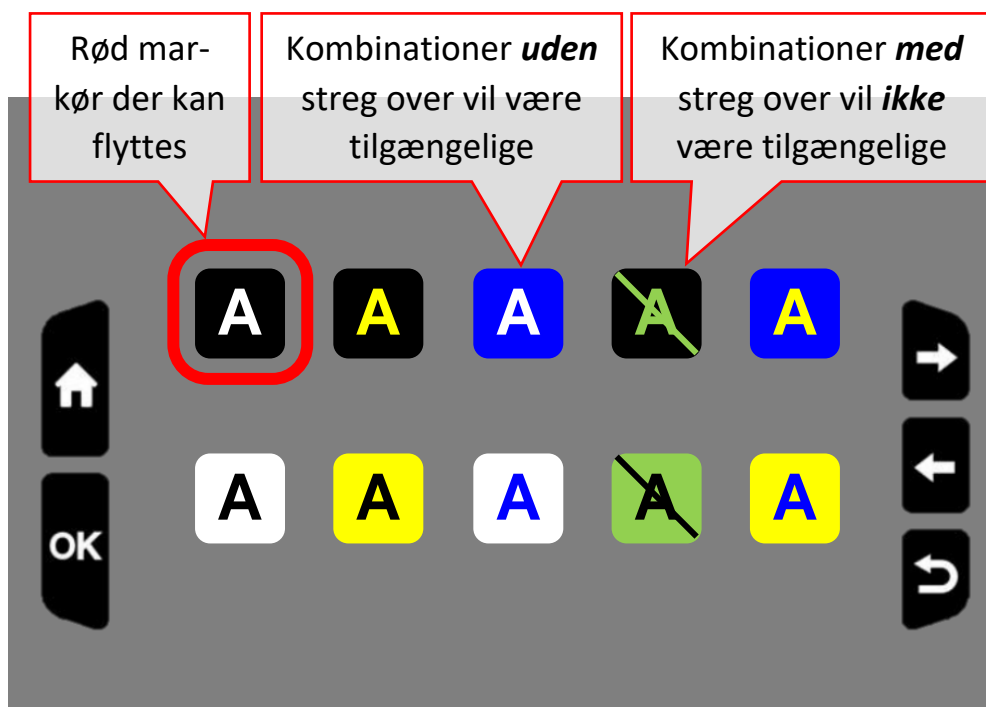 Rød mar-
kør der kan
flyttes
Kombinationer uden
streg over vil være
tilgængelige
Kombinationer med
streg over vil ikke
være tilgængelige
A A A A A
A A A A A
OK